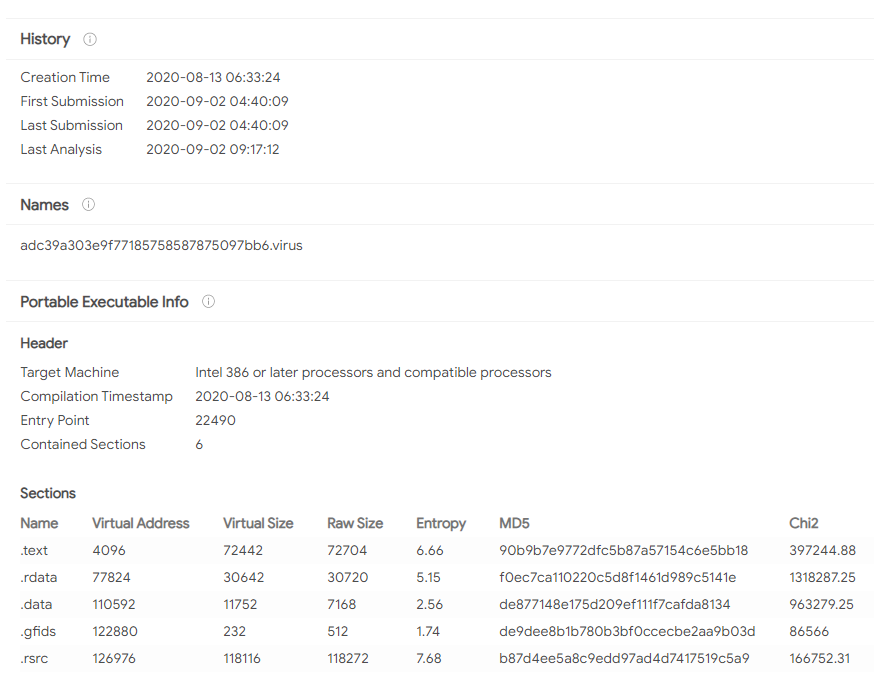 History
Creation Time 2020-08-13 06:33:24
First Submission 2020-09-02 04:40:09
Last Submission 2020-09-02 04:40:09
Last Analysis 2020-09-02 09:17:12
Names
adc39a303e9f77185758587875097bb6.virus
Portable Executable Info
Header
Target Machine Intel 386 or later processors and compatible processors
Compilation Timestamp 2020-08-13 06:33:24
Entry Point 22490
Contained Sections 6
Sections
Name Virtual Address Virtual Size Raw Size Entropy MD5 Chi2
.text 4096 72442 72704 6.66 90b9b7e9772dfc5b87a57154c6e5bb18 397244.88
.rdata 77824 30642 30720 5.15 f0ec7ca110220c5d8f1461d989c5141e 1318287.25
.data 110592 11752 7168 2.56 de877148e175d209ef111f7cafda8134 963279.25
.gfids 122880 232 512 1.74 de9dee8b1b780b3bf0ccecbe2aa9b03d 86566
.rsrc 126976 118116 118272 7.68 b87d4ee5a8c9edd97ad4d7417519c5a9 166752.31